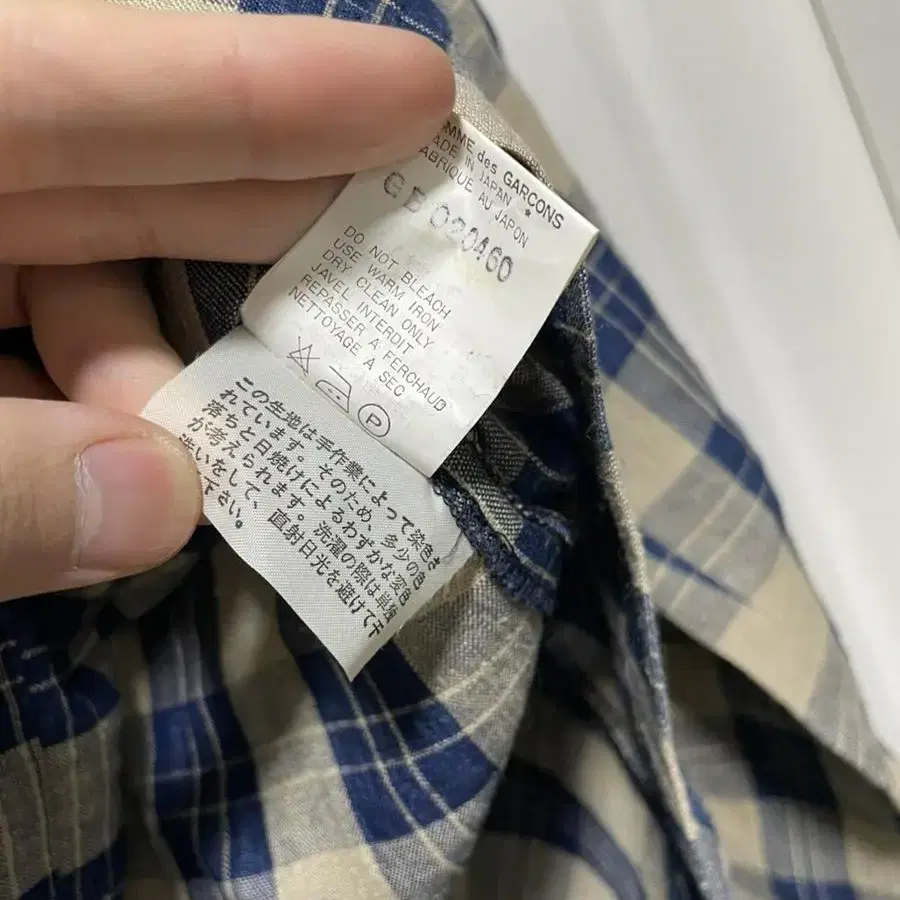 MME des GARCONS
ADE IN JAPAN *
ABRIQUE AU JAPON
GB 020460
DO NOT BLEACH
USE WARM IRON
DRY CLEAN ONLY
JAVEL INTERDIT
REPASSER A FERCHAUD
NETTOYAGE A SEC
P
この生地は手作業によって染色さ
れています。そのため、多少の色
落ちと日焼けによるわずかな変色
が考えられます。洗濯の際は単独
洗いをして、直射日光を避けて干
て下さい。